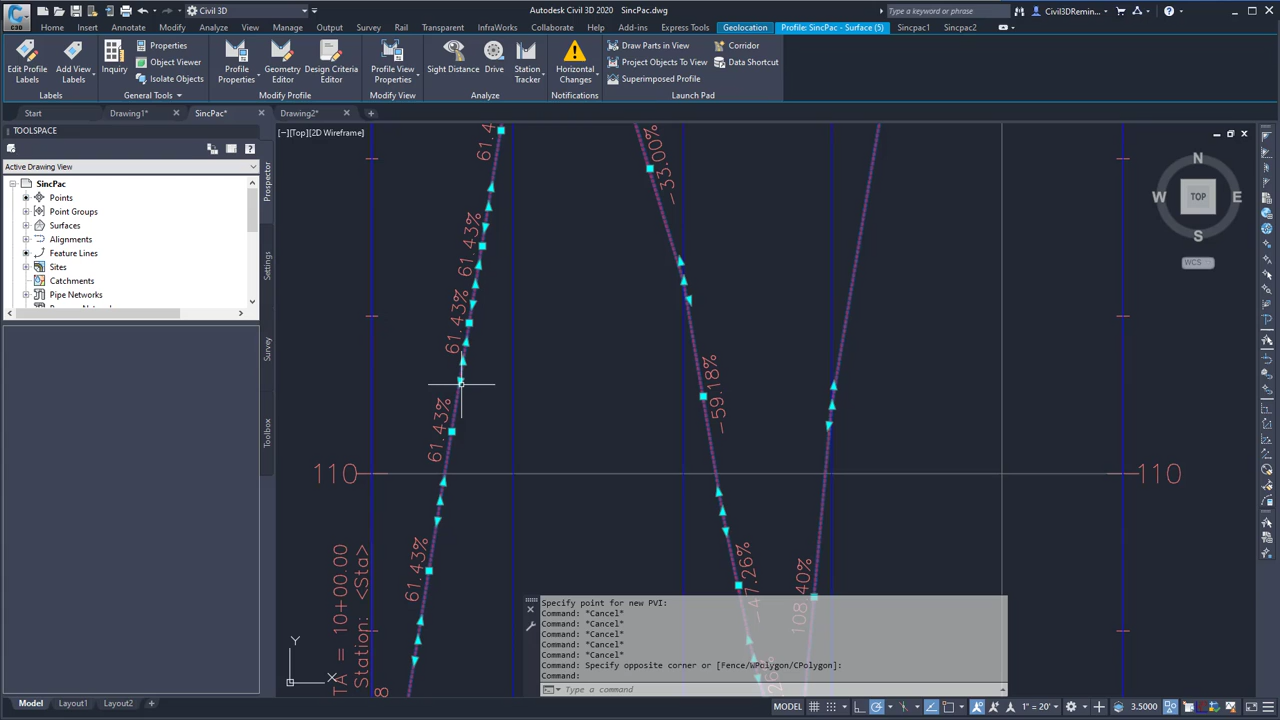 Civil 3D
Autodesk Civil 3D 2020 SincPac.dwg
Type a keyword or phrase
Civil3DRemin...
Home Insert Annotate Modify Analyze View Manage Output Survey Rail Transparent InfraWorks Collaborate Help Add-ins Express Tools Geolocation Profile: SincPac - Surface (5) Sincpac1 Sincpac2
Edit Profile Labels
Add View Labels
Labels
Inquiry
Properties
Object Viewer
Isolate Objects
General Tools
Profile Properties
Geometry Editor
Design Criteria Editor
Modify Profile
Profile View Properties
Modify View
Sight Distance
Drive
Station Tracker
Analyze
Horizontal Changes
Notifications
Draw Parts in View
Project Objects To View
Superimposed Profile
Corridor
Data Shortcut
Launch Pad
Start Drawing1* SincPac* Drawing2*
TOOLSPACE
Active Drawing View
SincPac
Points
Point Groups
Surfaces
Alignments
Feature Lines
Sites
Catchments
Pipe Networks
Prospector
Settings
Survey
Toolbox
[−][Top][2D Wireframe]
N
W TOP E
S
WCS
61.4
61.43%
61.43%
61.43%
61.43%
-33.00%
-59.18%
-47.26%
108.40%
110
110
TA = 10+00.00
Station: <Sta>
8
Y
X
Specify point for new PVI:
Command: *Cancel*
Command: *Cancel*
Command: *Cancel*
Command: *Cancel*
Command: *Cancel*
Command: Specify opposite corner or [Fence/WPolygon/CPolygon]:
Command:
Type a command
Model Layout1 Layout2
MODEL
1" = 20'
3.5000